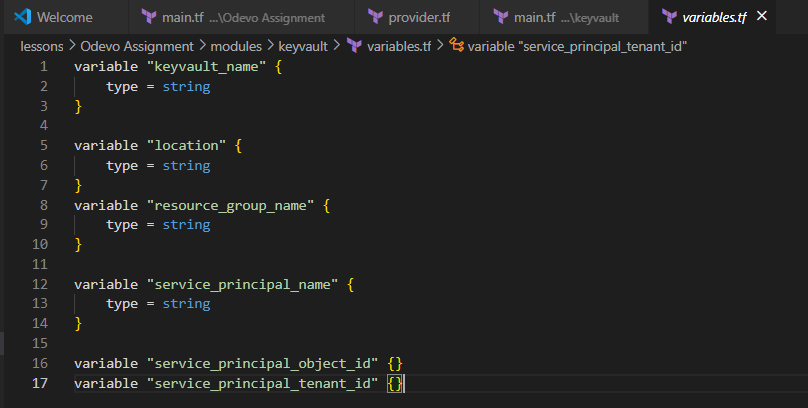 Welcome
main.tf ...\Odevo Assignment
provider.tf
main.tf ...\keyvault
variables.tf
lessons > Odevo Assignment > modules > keyvault > variables.tf > variable "service_principal_tenant_id"
1 variable "keyvault_name" {
2     type = string
3 }
4
5 variable "location" {
6     type = string
7 }
8 variable "resource_group_name" {
9     type = string
10 }
11
12 variable "service_principal_name" {
13     type = string
14 }
15
16 variable "service_principal_object_id" {}
17 variable "service_principal_tenant_id" {}